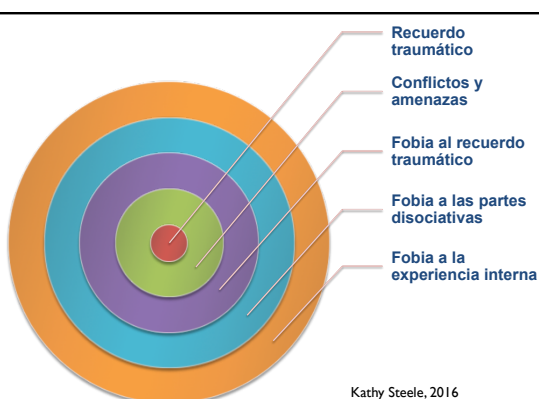 Recuerdo
traumático
Conflictos y
amenazas
Fobia al recuerdo
traumático
Fobia a las partes
disociativas
Fobia a la
experiencia interna
Kathy Steele, 2016